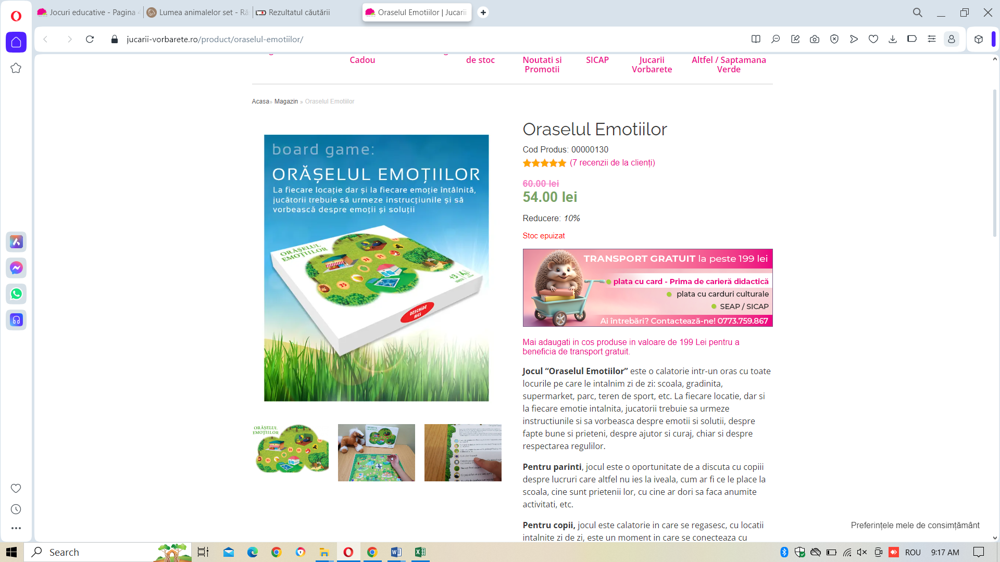 Jocuri educative - Pagina
Lumea animalelor set - Ră
Rezultatul căutării
Oraselul Emotiilor | Jucarii
jucarii-vorbarete.ro/product/oraselul-emotiilor/
Cadou
de stoc
Noutati si
Promotii
SICAP
Jucarii
Vorbarete
Altfel / Saptamana
Verde
Acasa» Magazin » Oraselul Emotiilor
board game:
ORĂȘELUL EMOȚIILOR
La fiecare locație dar și la fiecare emoție întâlnită,
jucătorii trebuie să urmeze instrucțiunile și să
vorbească despre emoții și soluții
ORĂȘELUL
EMOȚIILOR
35
+3
DESCHIDE
AICI
ORĂȘELUL
EMOȚIILOR
Oraselul Emotiilor
Cod Produs: 00000130
(7 recenzii de la clienți)
60.00 lei
54.00 lei
Reducere: 10%
Stoc epuizat
TRANSPORT GRATUIT la peste 199 lei
plata cu card - Prima de carieră didactică
plata cu carduri culturale
SEAP / SICAP
Ai întrebări? Contactează-ne! 0773.759.867
Mai adaugati in cos produse in valoare de 199 Lei pentru a
beneficia de transport gratuit.
Jocul “Oraselul Emotiilor” este o calatorie intr-un oras cu toate
locurile pe care le intalnim zi de zi: scoala, gradinita,
supermarket, parc, teren de sport, etc. La fiecare locatie, dar si
la fiecare emotie intalnita, jucatorii trebuie sa urmeze
instructiunile si sa vorbeasca despre emotii si solutii, despre
fapte bune si prieteni, despre ajutor si curaj, chiar si despre
respectarea regulilor.
Pentru parinti, jocul este o oportunitate de a discuta cu copiii
despre lucruri care altfel nu ies la iveala, cum ar fi ce le place la
scoala, cine sunt prietenii lor, cu cine ar dori sa faca anumite
activitati, etc.
Pentru copii, jocul este calatorie in care se regasesc, cu locatii
intalnite zi de zi, este un moment in care se conecteaza cu
Preferințele mele de consimțământ
Search
ROU
9:17 AM